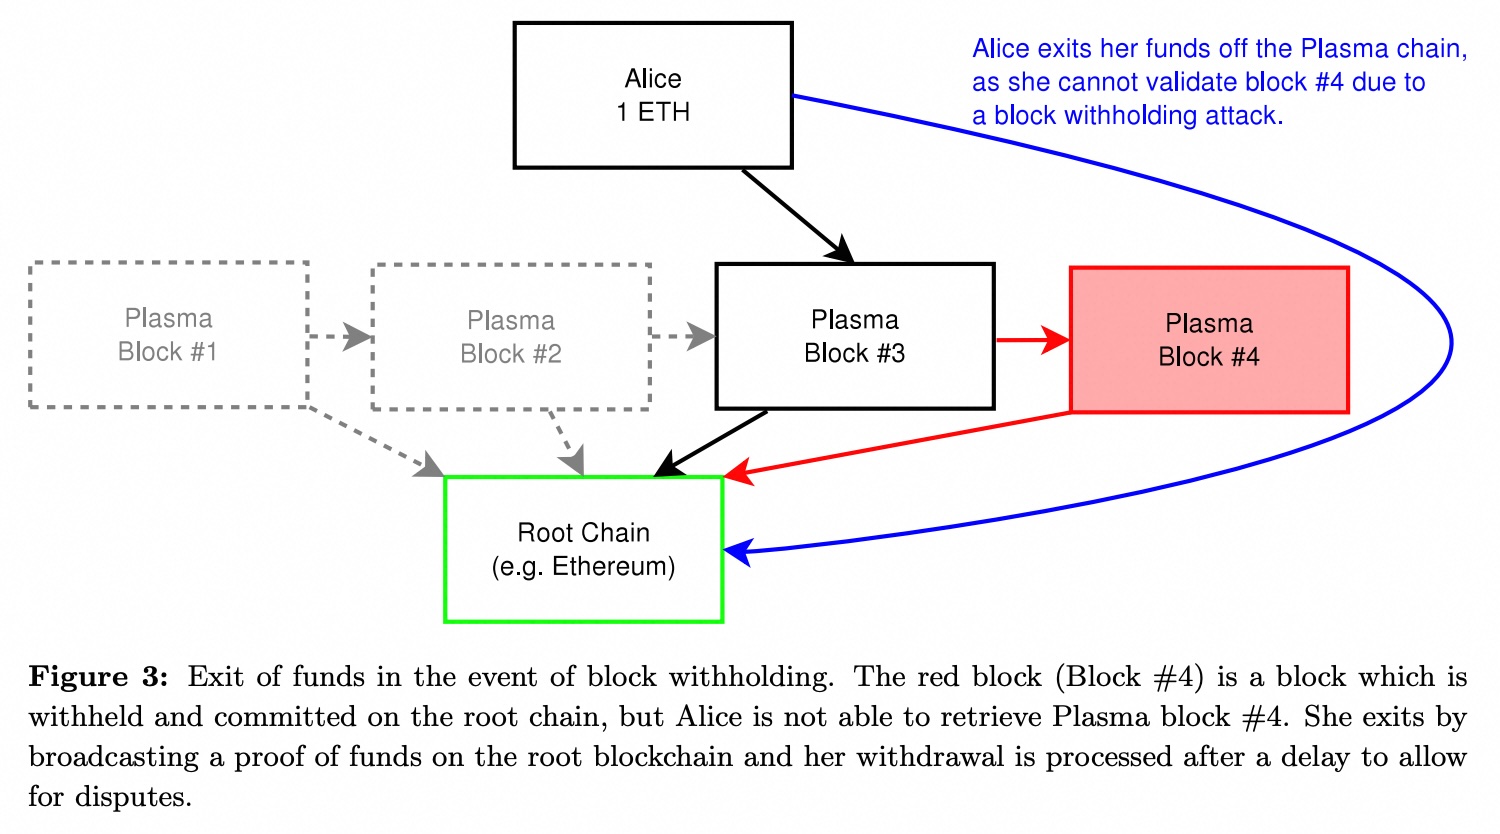 Alice
1 ETH
Alice exits her funds off the Plasma chain,
as she cannot validate block #4 due to
a block withholding attack.
Plasma
Block #1
Plasma
Block #2
Plasma
Block #3
Plasma
Block #4
Root Chain
(e.g. Ethereum)
Figure 3: Exit of funds in the event of block withholding. The red block (Block #4) is a block which is
withheld and committed on the root chain, but Alice is not able to retrieve Plasma block #4. She exits by
broadcasting a proof of funds on the root blockchain and her withdrawal is processed after a delay to allow
for disputes.